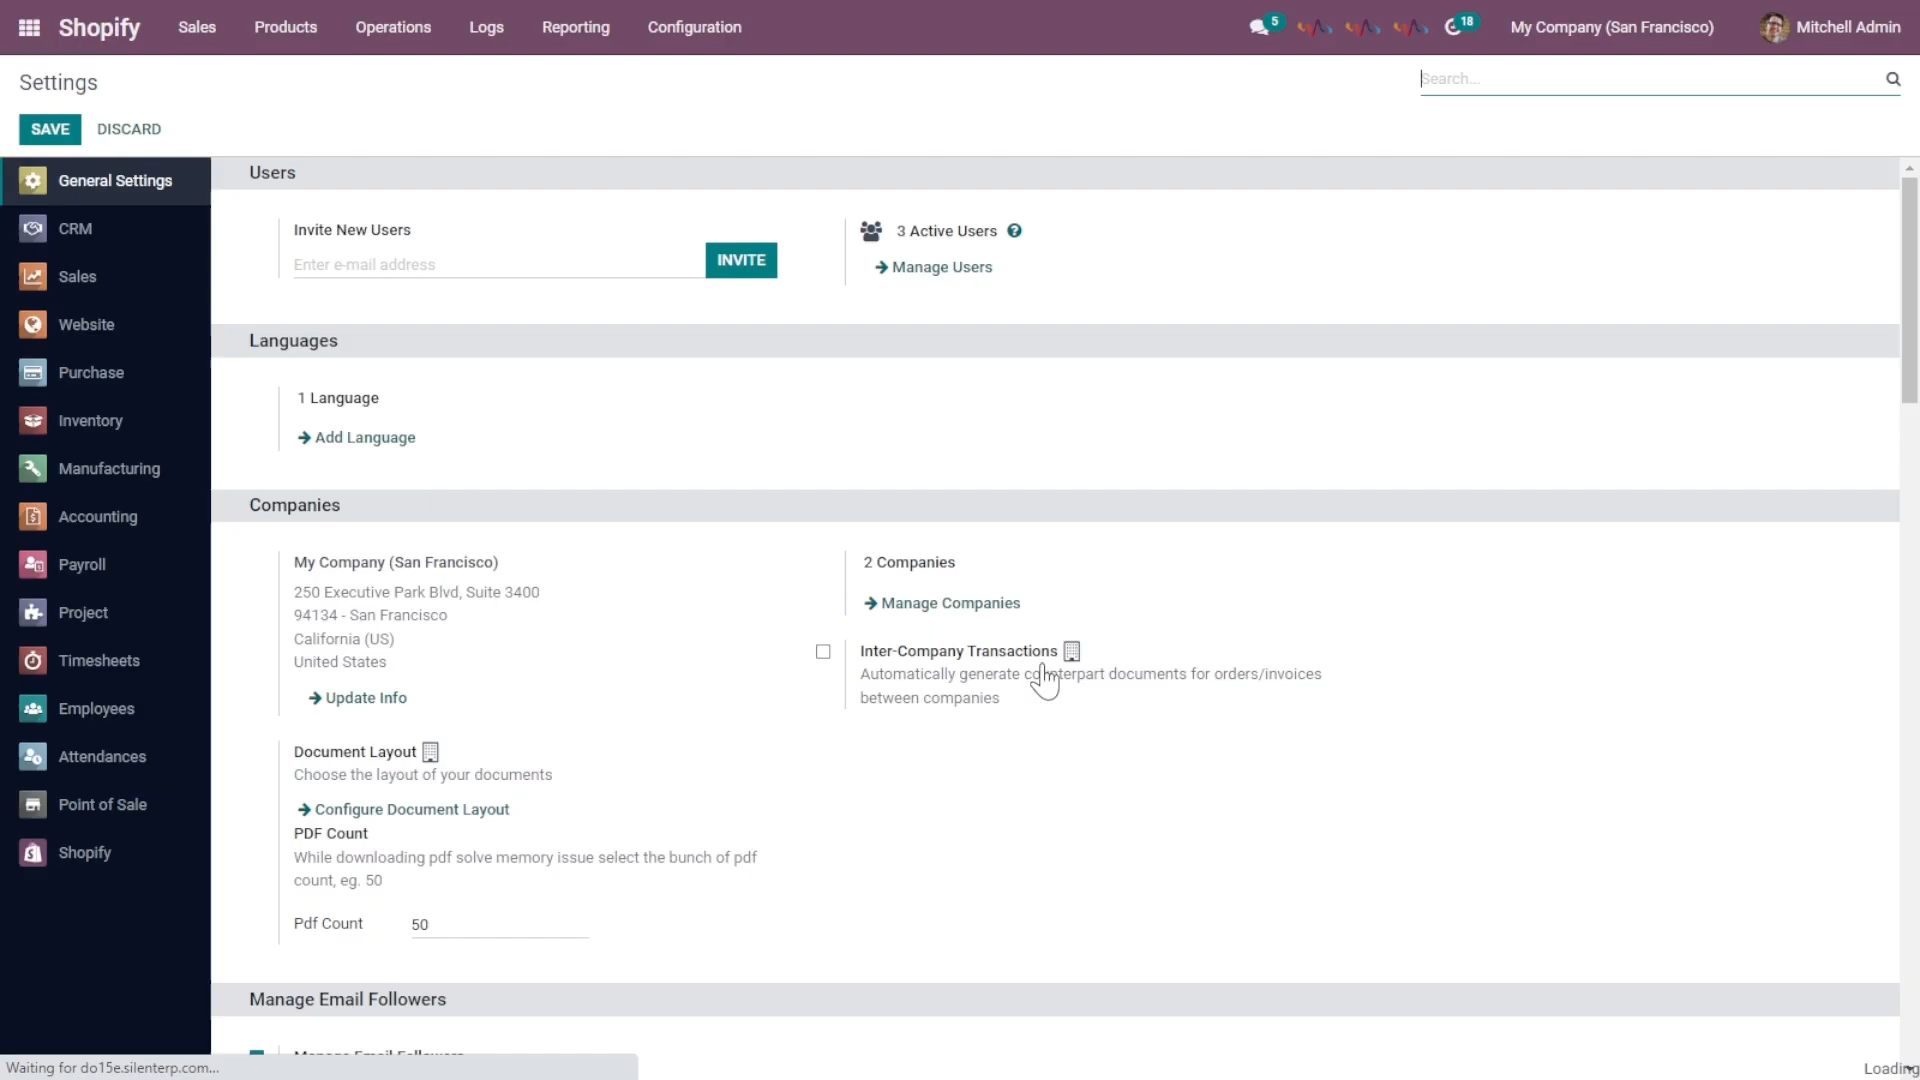 Shopify Sales Products Operations Logs Reporting Configuration 5 18 My Company (San Francisco) Mitchell Admin
Settings Search...
SAVE DISCARD
General Settings
CRM
Sales
Website
Purchase
Inventory
Manufacturing
Accounting
Payroll
Project
Timesheets
Employees
Attendances
Point of Sale
Shopify
Users
Invite New Users
Enter e-mail address INVITE
3 Active Users
Manage Users
Languages
1 Language
Add Language
Companies
My Company (San Francisco)
250 Executive Park Blvd, Suite 3400
94134 - San Francisco
California (US)
United States
Update Info
2 Companies
Manage Companies
Inter-Company Transactions
Automatically generate counterpart documents for orders/invoices
between companies
Document Layout
Choose the layout of your documents
Configure Document Layout
PDF Count
While downloading pdf solve memory issue select the bunch of pdf
count, eg. 50
Pdf Count 50
Manage Email Followers
Manage Email Followers
Waiting for do15e.silenterp.com...
Loading